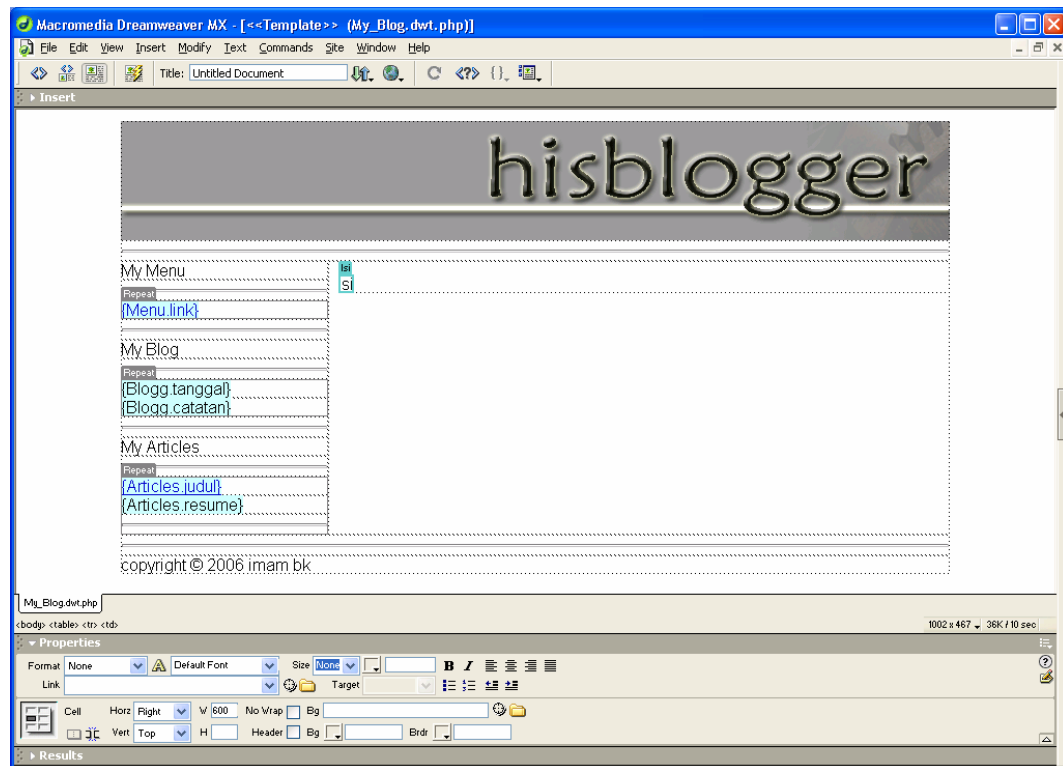 Macromedia Dreamweaver MX - [<<Template>> (My_Blog.dwt.php)]
File Edit View Insert Modify Text Commands Site Window Help
Title: Untitled Document
Insert
hisblogger
My Menu
Repeat
{Menu.link}
My Blog
Repeat
{Blogg.tanggal}
{Blogg.catatan}
My Articles
Repeat
{Articles.judul}
{Articles.resume}
Isi
si
copyright © 2006 imam bk
My_Blog.dwt.php
<body> <table> <tr> <td> 1002 x 467 36K / 10 sec
Properties
Format None Default Font Size None B I
Link Target
Cell Horz Right W 600 No Wrap Bg
Vert Top H Header Bg Brdr
Results